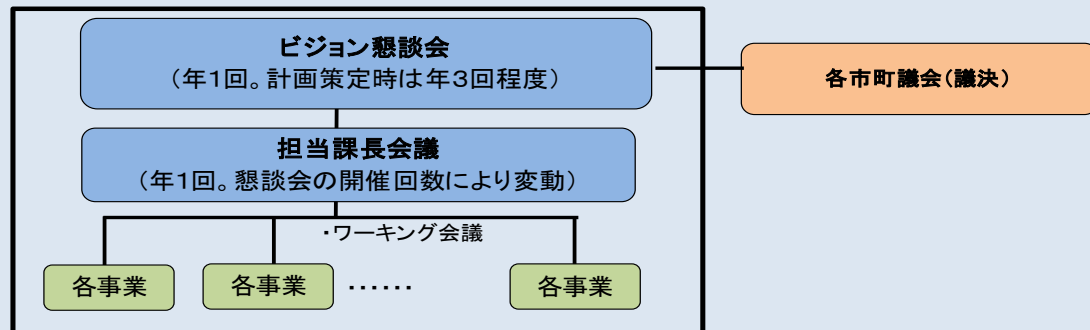 ビジョン懇談会
（年1回。計画策定時は年3回程度）
各市町議会（議決）
担当課長会議
（年1回。懇談会の開催回数により変動）
・ワーキング会議
各事業
各事業
……
各事業